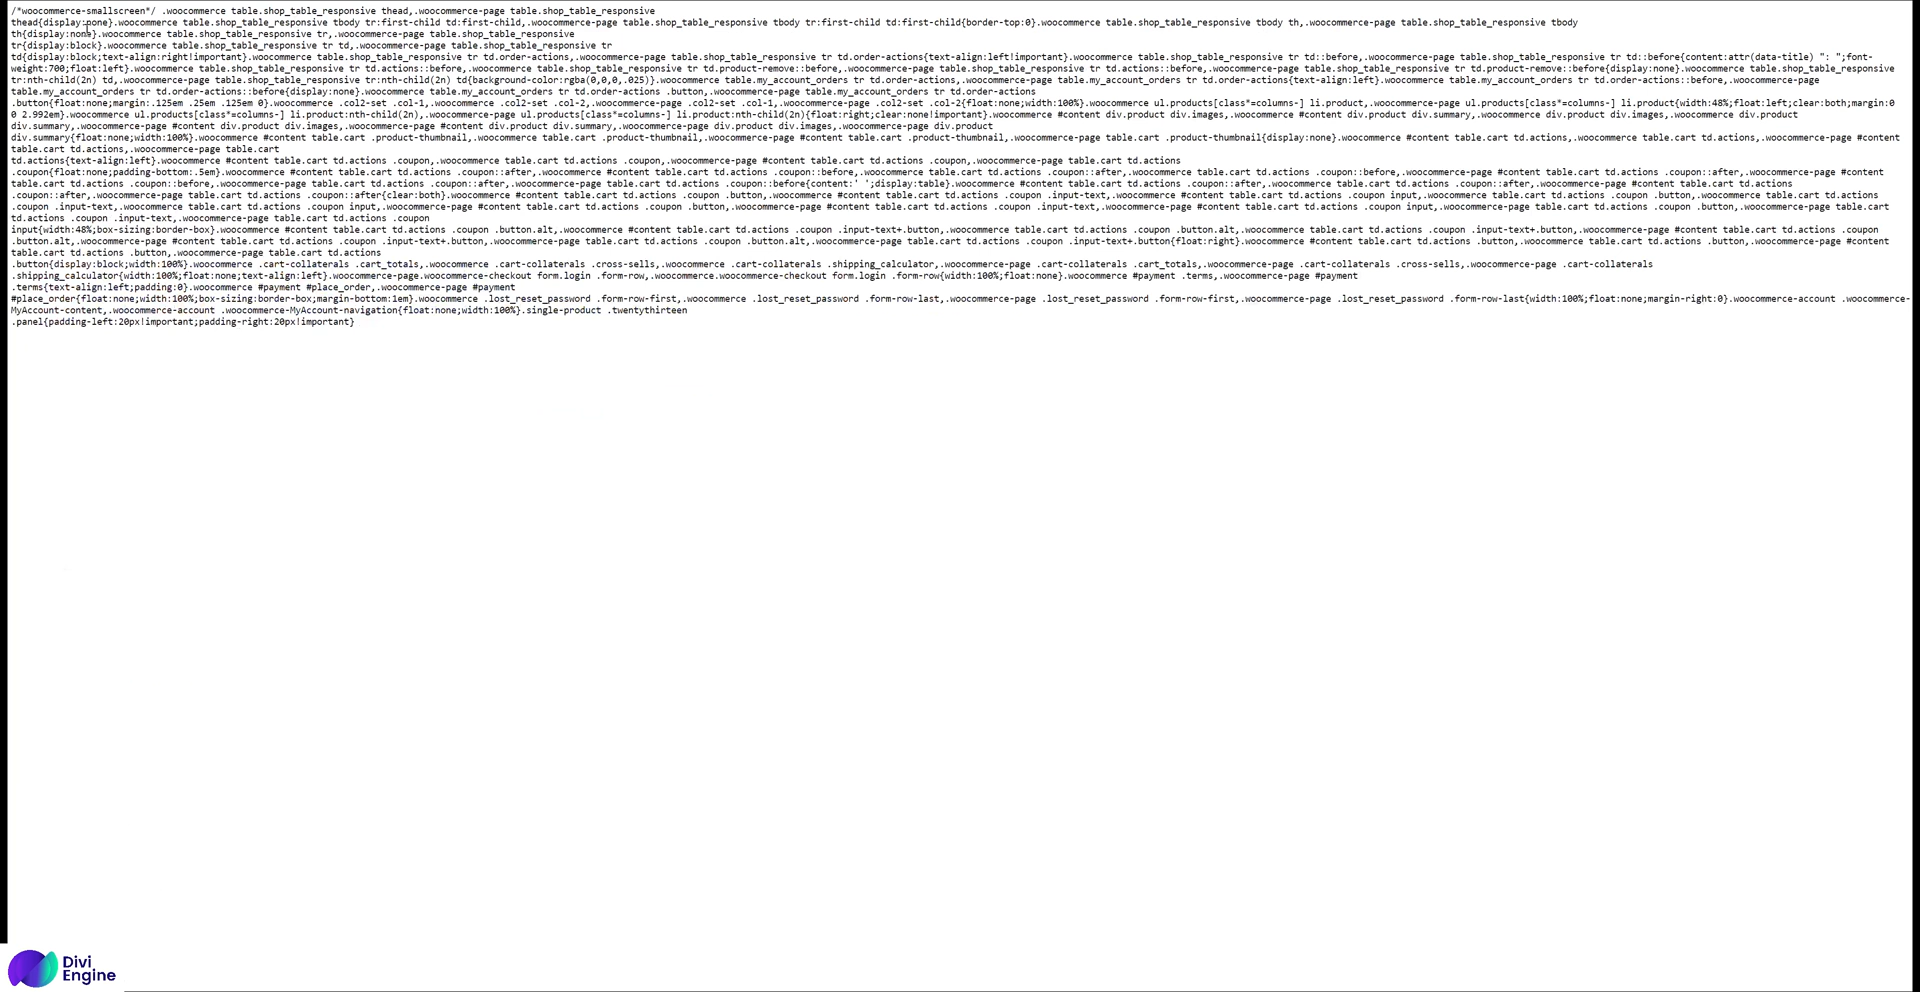 /*woocommerce-smallscreen*/ .woocommerce table.shop_table_responsive thead,.woocommerce-page table.shop_table_responsive
thead{display:none}.woocommerce table.shop_table_responsive tbody tr:first-child td:first-child,.woocommerce-page table.shop_table_responsive tbody tr:first-child td:first-child{border-top:0}.woocommerce table.shop_table_responsive tbody th,.woocommerce-page table.shop_table_responsive tbody
th{display:none}.woocommerce table.shop_table_responsive tr,.woocommerce-page table.shop_table_responsive
tr{display:block}.woocommerce table.shop_table_responsive tr td,.woocommerce-page table.shop_table_responsive tr
td{display:block;text-align:right!important}.woocommerce table.shop_table_responsive tr td.order-actions,.woocommerce-page table.shop_table_responsive tr td.order-actions{text-align:left!important}.woocommerce table.shop_table_responsive tr td::before,.woocommerce-page table.shop_table_responsive tr td::before{content:attr(data-title) ": ";font-
weight:700;float:left}.woocommerce table.shop_table_responsive tr td.actions::before,.woocommerce table.shop_table_responsive tr td.product-remove::before,.woocommerce-page table.shop_table_responsive tr td.actions::before,.woocommerce-page table.shop_table_responsive tr td.product-remove::before{display:none}.woocommerce table.shop_table_responsive
tr:nth-child(2n) td,.woocommerce-page table.shop_table_responsive tr:nth-child(2n) td{background-color:rgba(0,0,0,.025)}.woocommerce table.my_account_orders tr td.order-actions,.woocommerce-page table.my_account_orders tr td.order-actions{text-align:left}.woocommerce table.my_account_orders tr td.order-actions::before,.woocommerce-page
table.my_account_orders tr td.order-actions::before{display:none}.woocommerce table.my_account_orders tr td.order-actions .button,.woocommerce-page table.my_account_orders tr td.order-actions
.button{float:none;margin:.125em .25em .125em 0}.woocommerce .col2-set .col-1,.woocommerce .col2-set .col-2,.woocommerce-page .col2-set .col-1,.woocommerce-page .col2-set .col-2{float:none;width:100%}.woocommerce ul.products[class*=columns-] li.product,.woocommerce-page ul.products[class*=columns-] li.product{width:48%;float:left;clear:both;margin:0
0 2.992em}.woocommerce ul.products[class*=columns-] li.product:nth-child(2n),.woocommerce-page ul.products[class*=columns-] li.product:nth-child(2n){float:right;clear:none!important}.woocommerce #content div.product div.images,.woocommerce #content div.product div.summary,.woocommerce div.product div.images,.woocommerce div.product
div.summary,.woocommerce-page #content div.product div.images,.woocommerce-page #content div.product div.summary,.woocommerce-page div.product div.images,.woocommerce-page div.product
div.summary{float:none;width:100%}.woocommerce #content table.cart .product-thumbnail,.woocommerce table.cart .product-thumbnail,.woocommerce-page #content table.cart .product-thumbnail,.woocommerce-page table.cart .product-thumbnail{display:none}.woocommerce #content table.cart td.actions,.woocommerce table.cart td.actions,.woocommerce-page #content
table.cart td.actions,.woocommerce-page table.cart
td.actions{text-align:left}.woocommerce #content table.cart td.actions .coupon,.woocommerce table.cart td.actions .coupon,.woocommerce-page #content table.cart td.actions .coupon,.woocommerce-page table.cart td.actions
.coupon{float:none;padding-bottom:.5em}.woocommerce #content table.cart td.actions .coupon::after,.woocommerce #content table.cart td.actions .coupon::before,.woocommerce table.cart td.actions .coupon::after,.woocommerce table.cart td.actions .coupon::before,.woocommerce-page #content table.cart td.actions .coupon::after,.woocommerce-page #content
table.cart td.actions .coupon::before,.woocommerce-page table.cart td.actions .coupon::after,.woocommerce-page table.cart td.actions .coupon::before{content:' ';display:table}.woocommerce #content table.cart td.actions .coupon::after,.woocommerce table.cart td.actions .coupon::after,.woocommerce-page #content table.cart td.actions
.coupon::after,.woocommerce-page table.cart td.actions .coupon::after{clear:both}.woocommerce #content table.cart td.actions .coupon .button,.woocommerce #content table.cart td.actions .coupon .input-text,.woocommerce #content table.cart td.actions .coupon input,.woocommerce table.cart td.actions .coupon .button,.woocommerce table.cart td.actions
.coupon .input-text,.woocommerce table.cart td.actions .coupon input,.woocommerce-page #content table.cart td.actions .coupon .button,.woocommerce-page #content table.cart td.actions .coupon .input-text,.woocommerce-page #content table.cart td.actions .coupon input,.woocommerce-page table.cart td.actions .coupon .button,.woocommerce-page table.cart
td.actions .coupon .input-text,.woocommerce-page table.cart td.actions .coupon
input{width:48%;box-sizing:border-box}.woocommerce #content table.cart td.actions .coupon .button.alt,.woocommerce #content table.cart td.actions .coupon .input-text+.button,.woocommerce table.cart td.actions .coupon .button.alt,.woocommerce table.cart td.actions .coupon .input-text+.button,.woocommerce-page #content table.cart td.actions .coupon
.button.alt,.woocommerce-page #content table.cart td.actions .coupon .input-text+.button,.woocommerce-page table.cart td.actions .coupon .button.alt,.woocommerce-page table.cart td.actions .coupon .input-text+.button{float:right}.woocommerce #content table.cart td.actions .button,.woocommerce table.cart td.actions .button,.woocommerce-page #content
table.cart td.actions .button,.woocommerce-page table.cart td.actions
.button{display:block;width:100%}.woocommerce .cart-collaterals .cart_totals,.woocommerce .cart-collaterals .cross-sells,.woocommerce .cart-collaterals .shipping_calculator,.woocommerce-page .cart-collaterals .cart_totals,.woocommerce-page .cart-collaterals .cross-sells,.woocommerce-page .cart-collaterals
.shipping_calculator{width:100%;float:none;text-align:left}.woocommerce-page.woocommerce-checkout form.login .form-row,.woocommerce.woocommerce-checkout form.login .form-row{width:100%;float:none}.woocommerce #payment .terms,.woocommerce-page #payment
.terms{text-align:left;padding:0}.woocommerce #payment #place_order,.woocommerce-page #payment
#place_order{float:none;width:100%;box-sizing:border-box;margin-bottom:1em}.woocommerce .lost_reset_password .form-row-first,.woocommerce .lost_reset_password .form-row-last,.woocommerce-page .lost_reset_password .form-row-first,.woocommerce-page .lost_reset_password .form-row-last{width:100%;float:none;margin-right:0}.woocommerce-account .woocommerce-
MyAccount-content,.woocommerce-account .woocommerce-MyAccount-navigation{float:none;width:100%}.single-product .twentythirteen
.panel{padding-left:20px!important;padding-right:20px!important}
Divi
Engine